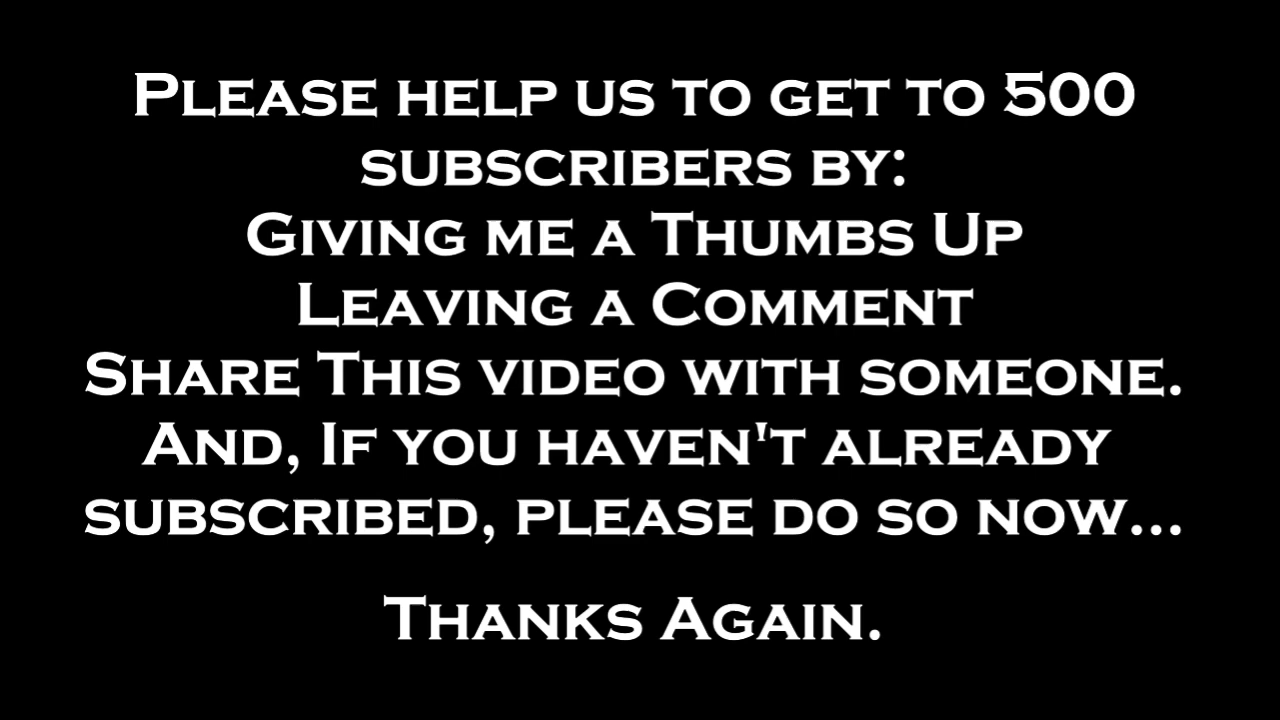 Please help us to get to 500
subscribers by:
Giving me a Thumbs Up
Leaving a Comment
Share This video with someone.
And, If you haven't already
subscribed, please do so now...
Thanks Again.